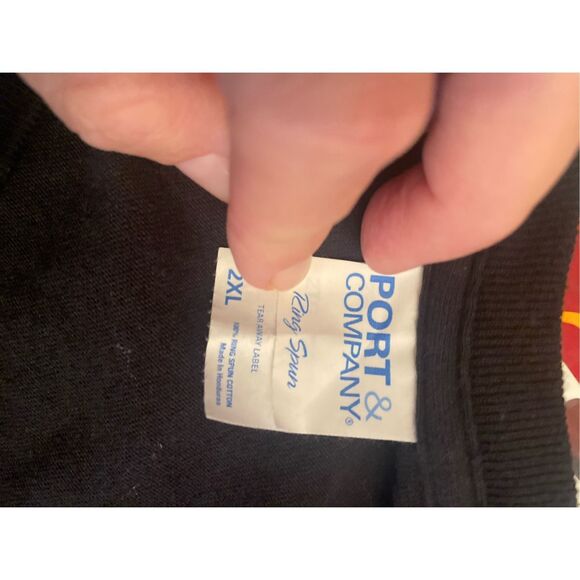 PORT &
COMPANY®
Ring Spun
TEAR AWAY LABEL
2XL
100% RING SPUN COTTON
Made in Honduras